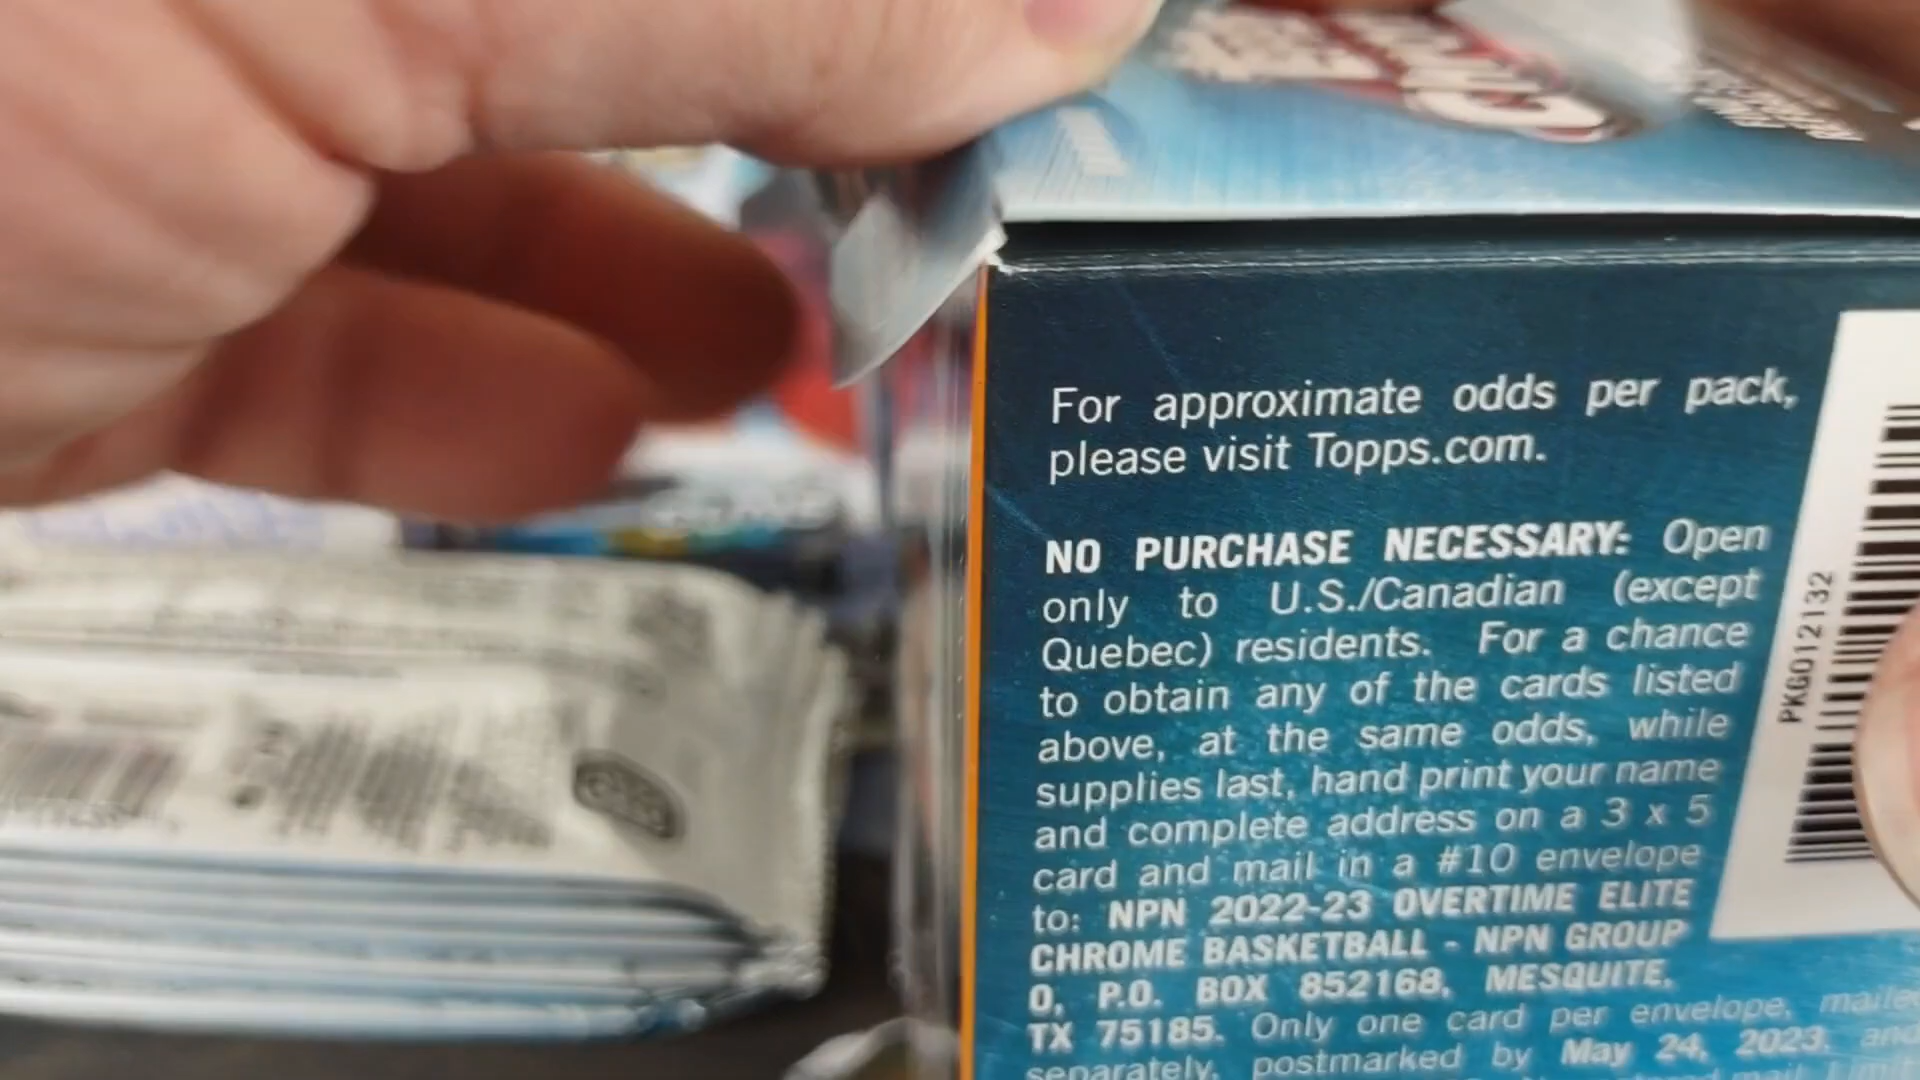 For approximate odds per pack,
please visit Topps.com.
NO PURCHASE NECESSARY: Open
only to U.S./Canadian (except
Quebec) residents. For a chance
to obtain any of the cards listed
above, at the same odds, while
supplies last, hand print your name
and complete address on a 3 x 5
card and mail in a #10 envelope
to: NPN 2022-23 OVERTIME ELITE
CHROME BASKETBALL - NPN GROUP
O, P.O. BOX 852168, MESQUITE,
TX 75185. Only one card per envelope, mailed
separately, postmarked by May 24, 2023, and
PKG012132